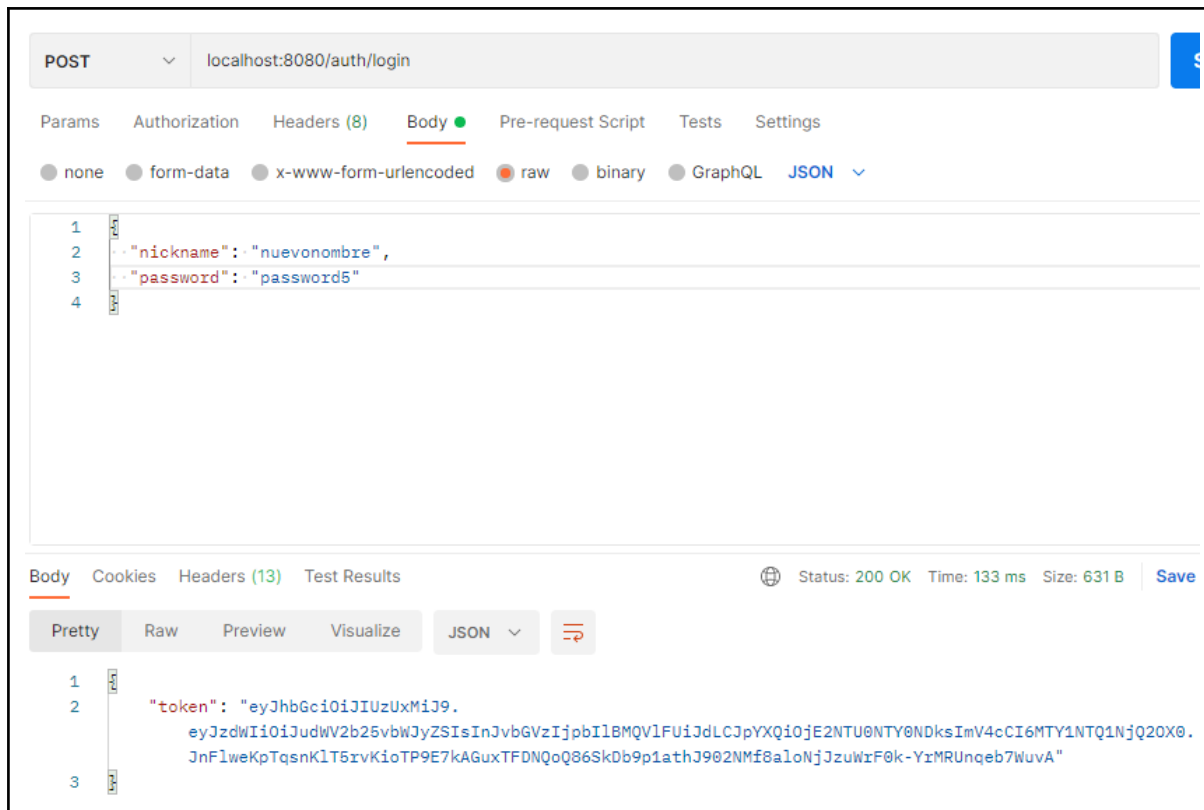 POST localhost:8080/auth/login
Params Authorization Headers (8) Body Pre-request Script Tests Settings
none form-data x-www-form-urlencoded raw binary GraphQL JSON
1 {
2 "nickname": "nuevonombre",
3 "password": "password5"
4 }
Body Cookies Headers (13) Test Results Status: 200 OK Time: 133 ms Size: 631 B Save
Pretty Raw Preview Visualize JSON
1 {
2 "token": "eyJhbGciOiJIUzUxMiJ9.
eyJzdWIiOiJudWV2b25vbWJyZSIsInJvbGVzIjpbIlBMQVlFUiJdLCJpYXQiOjE2NTU0NTY0NDksImV4cCI6MTY1NTQ1NjQ2OX0.
JnFlweKpTqsnKlT5rvKioTP9E7kAGuxTFDNQoQ86SkDb9p1athJ902NMf8aloNjJzuWrF0k-YrMRUnqeb7WuvA"
3 }